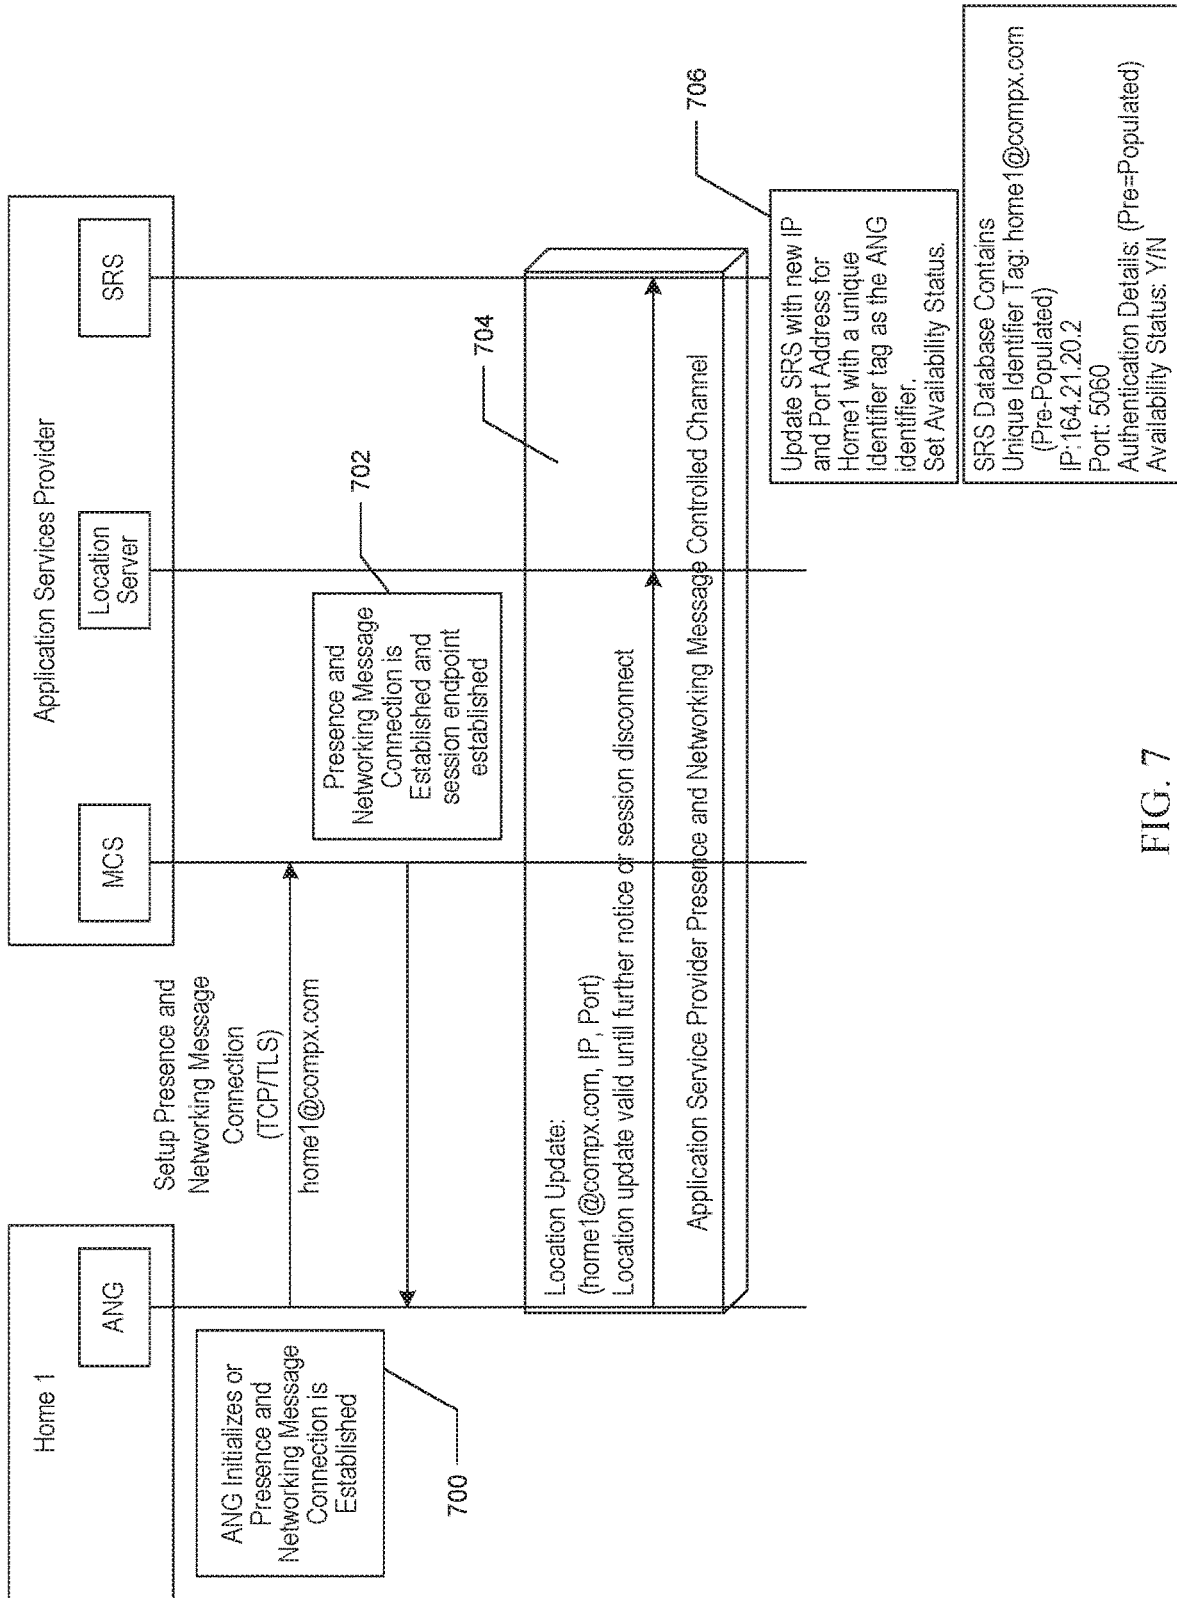 Home 1
ANG
Application Services Provider
MCS
Location
Server
SRS
ANG Initializes or
Presence and
Networking Message
Connection is
Established
700
Setup Presence and
Networking Message
Connection
(TCP/TLS)
home1@compx.com
Presence and
Networking Message
Connection is
Established and
session endpoint
established
702
704
Location Update:
(home1@compx.com, IP, Port)
Location update valid until further notice or session disconnect
Application Service Provider Presence and Networking Message Controlled Channel
706
Update SRS with new IP
and Port Address for
Home1 with a unique
Identifier tag as the ANG
identifier.
Set Availability Status.
SRS Database Contains
Unique Identifier Tag: home1@compx.com
(Pre-Populated)
IP:164.21.20.2
Port: 5060
Authentication Details: (Pre=Populated)
Availability Status: Y/N
FIG. 7